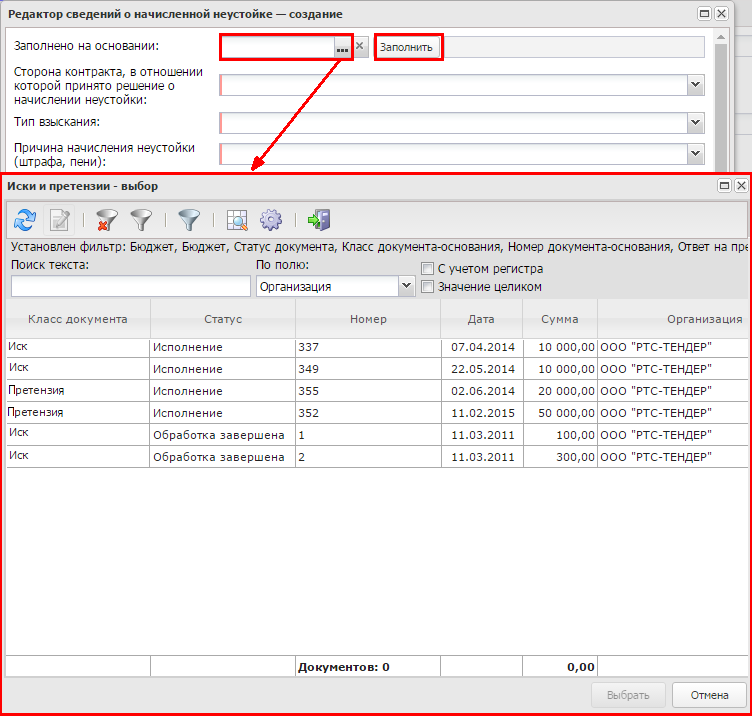 Редактор сведений о начисленной неустойке — создание
Заполнено на основании:
...
Заполнить
Сторона контракта, в отношении
которой принято решение о
начислении неустойки:
Тип взыскания:
Причина начисления неустойки
(штрафа, пени):
Иски и претензии - выбор
Установлен фильтр: Бюджет, Бюджет, Статус документа, Класс документа-основания, Номер документа-основания, Ответ на пре
Поиск текста:
По полю:
С учетом регистра
Организация
Значение целиком
Класс документа Статус Номер Дата Сумма Организация
Иск Исполнение 337 07.04.2014 10 000,00 ООО "РТС-ТЕНДЕР"
Иск Исполнение 349 22.05.2014 10 000,00 ООО "РТС-ТЕНДЕР"
Претензия Исполнение 355 02.06.2014 20 000,00 ООО "РТС-ТЕНДЕР"
Претензия Исполнение 352 11.02.2015 50 000,00 ООО "РТС-ТЕНДЕР"
Иск Обработка завершена 1 11.03.2011 100,00 ООО "РТС-ТЕНДЕР"
Иск Обработка завершена 2 11.03.2011 300,00 ООО "РТС-ТЕНДЕР"
Документов: 0 0,00
Выбрать Отмена